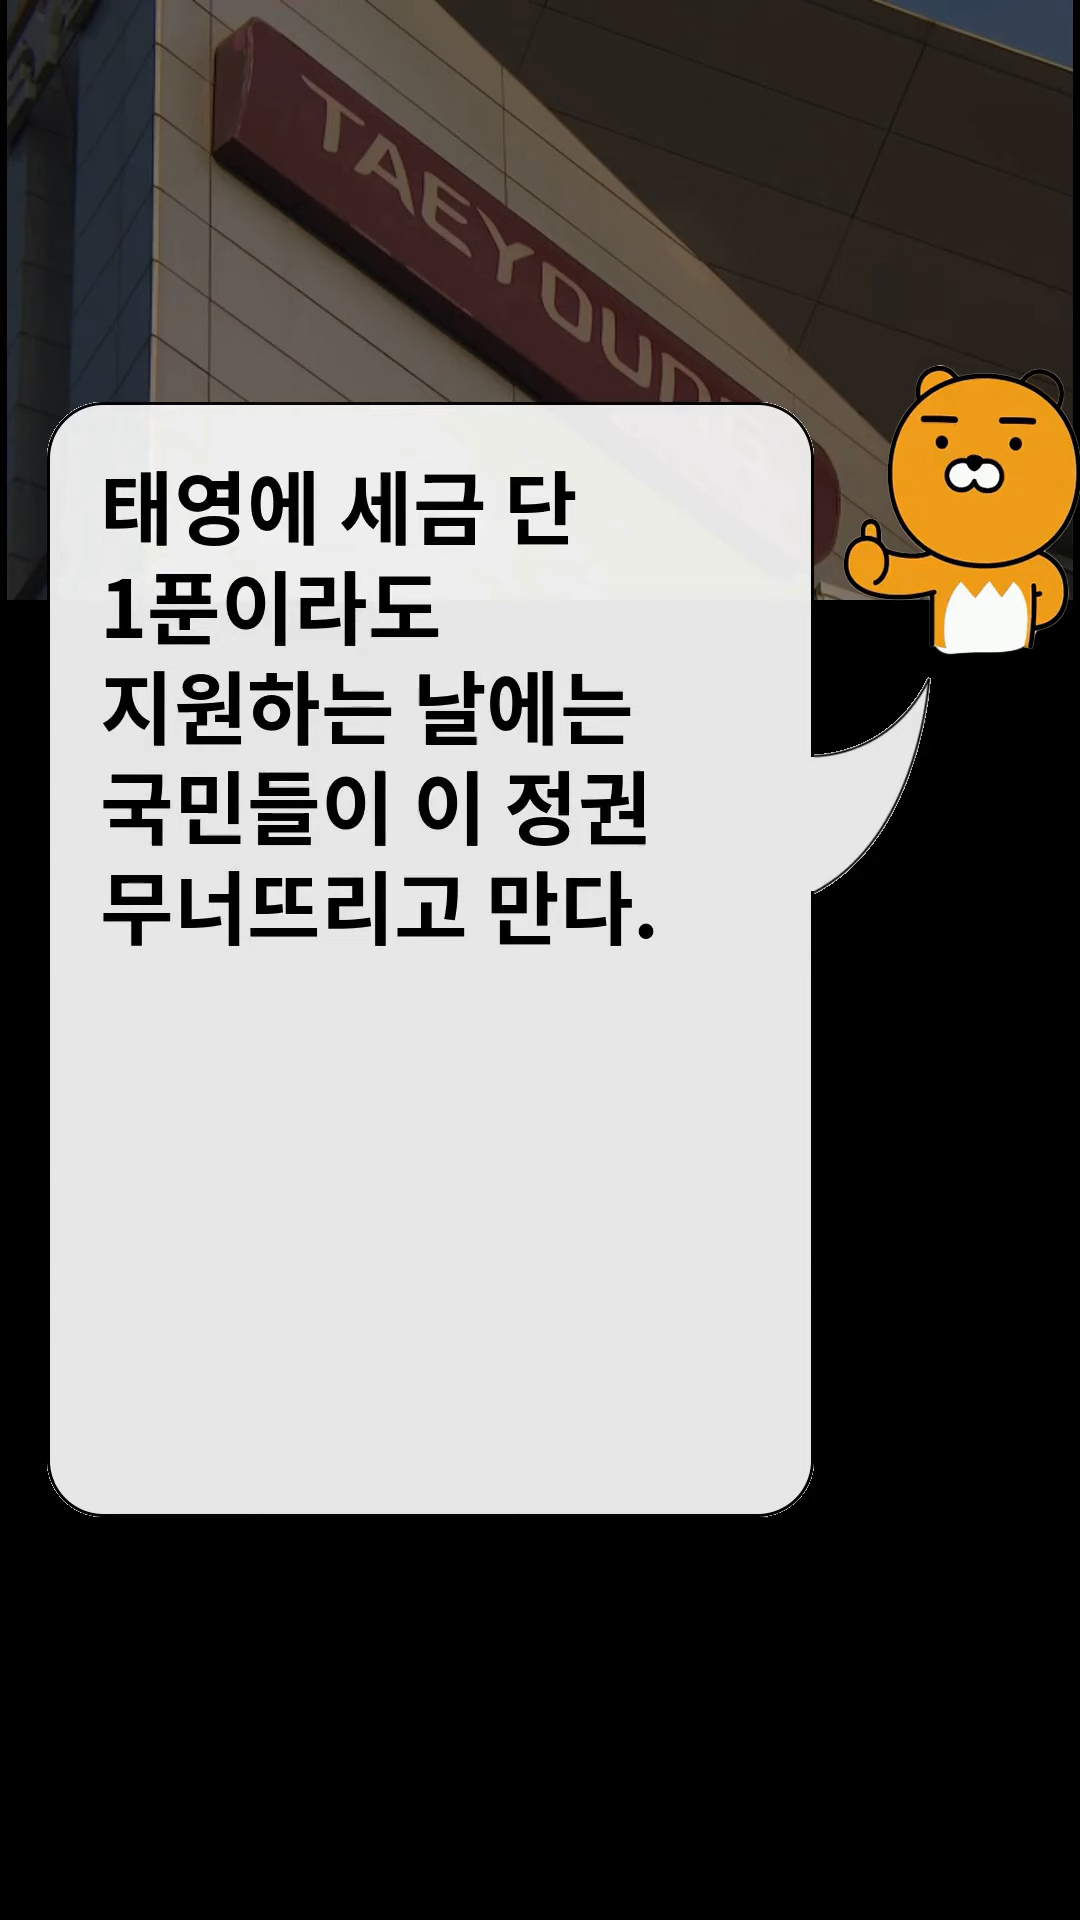 TAEYOUNG
태영에 세금 단
1푼이라도
지원하는 날에는
국민들이 이 정권
무너뜨리고 만다.